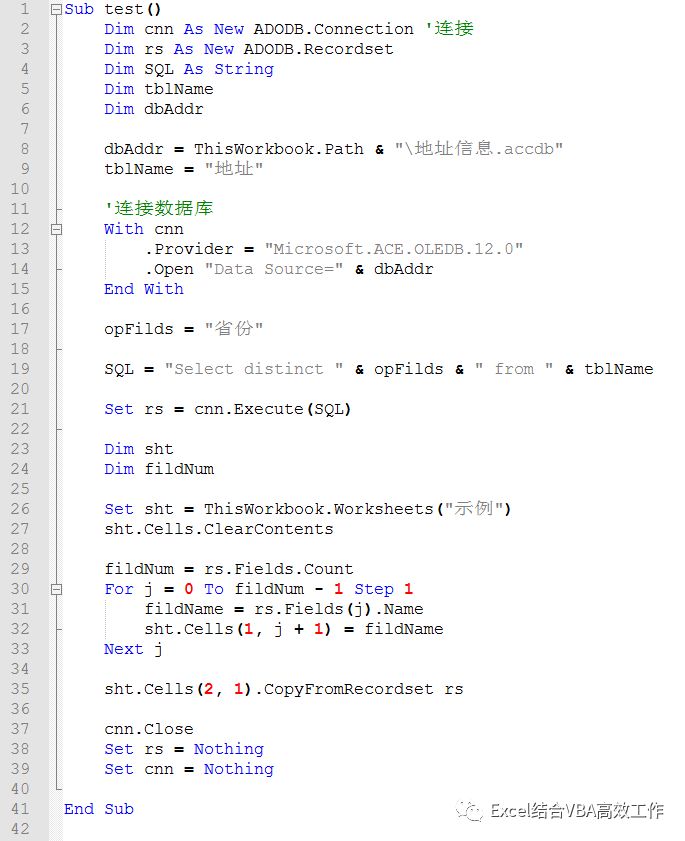 1 Sub test()
2 Dim cnn As New ADODB.Connection '连接
3 Dim rs As New ADODB.Recordset
4 Dim SQL As String
5 Dim tblName
6 Dim dbAddr
7
8 dbAddr = ThisWorkbook.Path & "\地址信息.accdb"
9 tblName = "地址"
10
11 '连接数据库
12 With cnn
13 .Provider = "Microsoft.ACE.OLEDB.12.0"
14 .Open "Data Source=" & dbAddr
15 End With
16
17 opFilds = "省份"
18
19 SQL = "Select distinct " & opFilds & " from " & tblName
20
21 Set rs = cnn.Execute(SQL)
22
23 Dim sht
24 Dim fildNum
25
26 Set sht = ThisWorkbook.Worksheets("示例")
27 sht.Cells.ClearContents
28
29 fildNum = rs.Fields.Count
30 For j = 0 To fildNum - 1 Step 1
31 fildName = rs.Fields(j).Name
32 sht.Cells(1, j + 1) = fildName
33 Next j
34
35 sht.Cells(2, 1).CopyFromRecordset rs
36
37 cnn.Close
38 Set rs = Nothing
39 Set cnn = Nothing
40
41 End Sub
42
Excel结合VBA高效工作